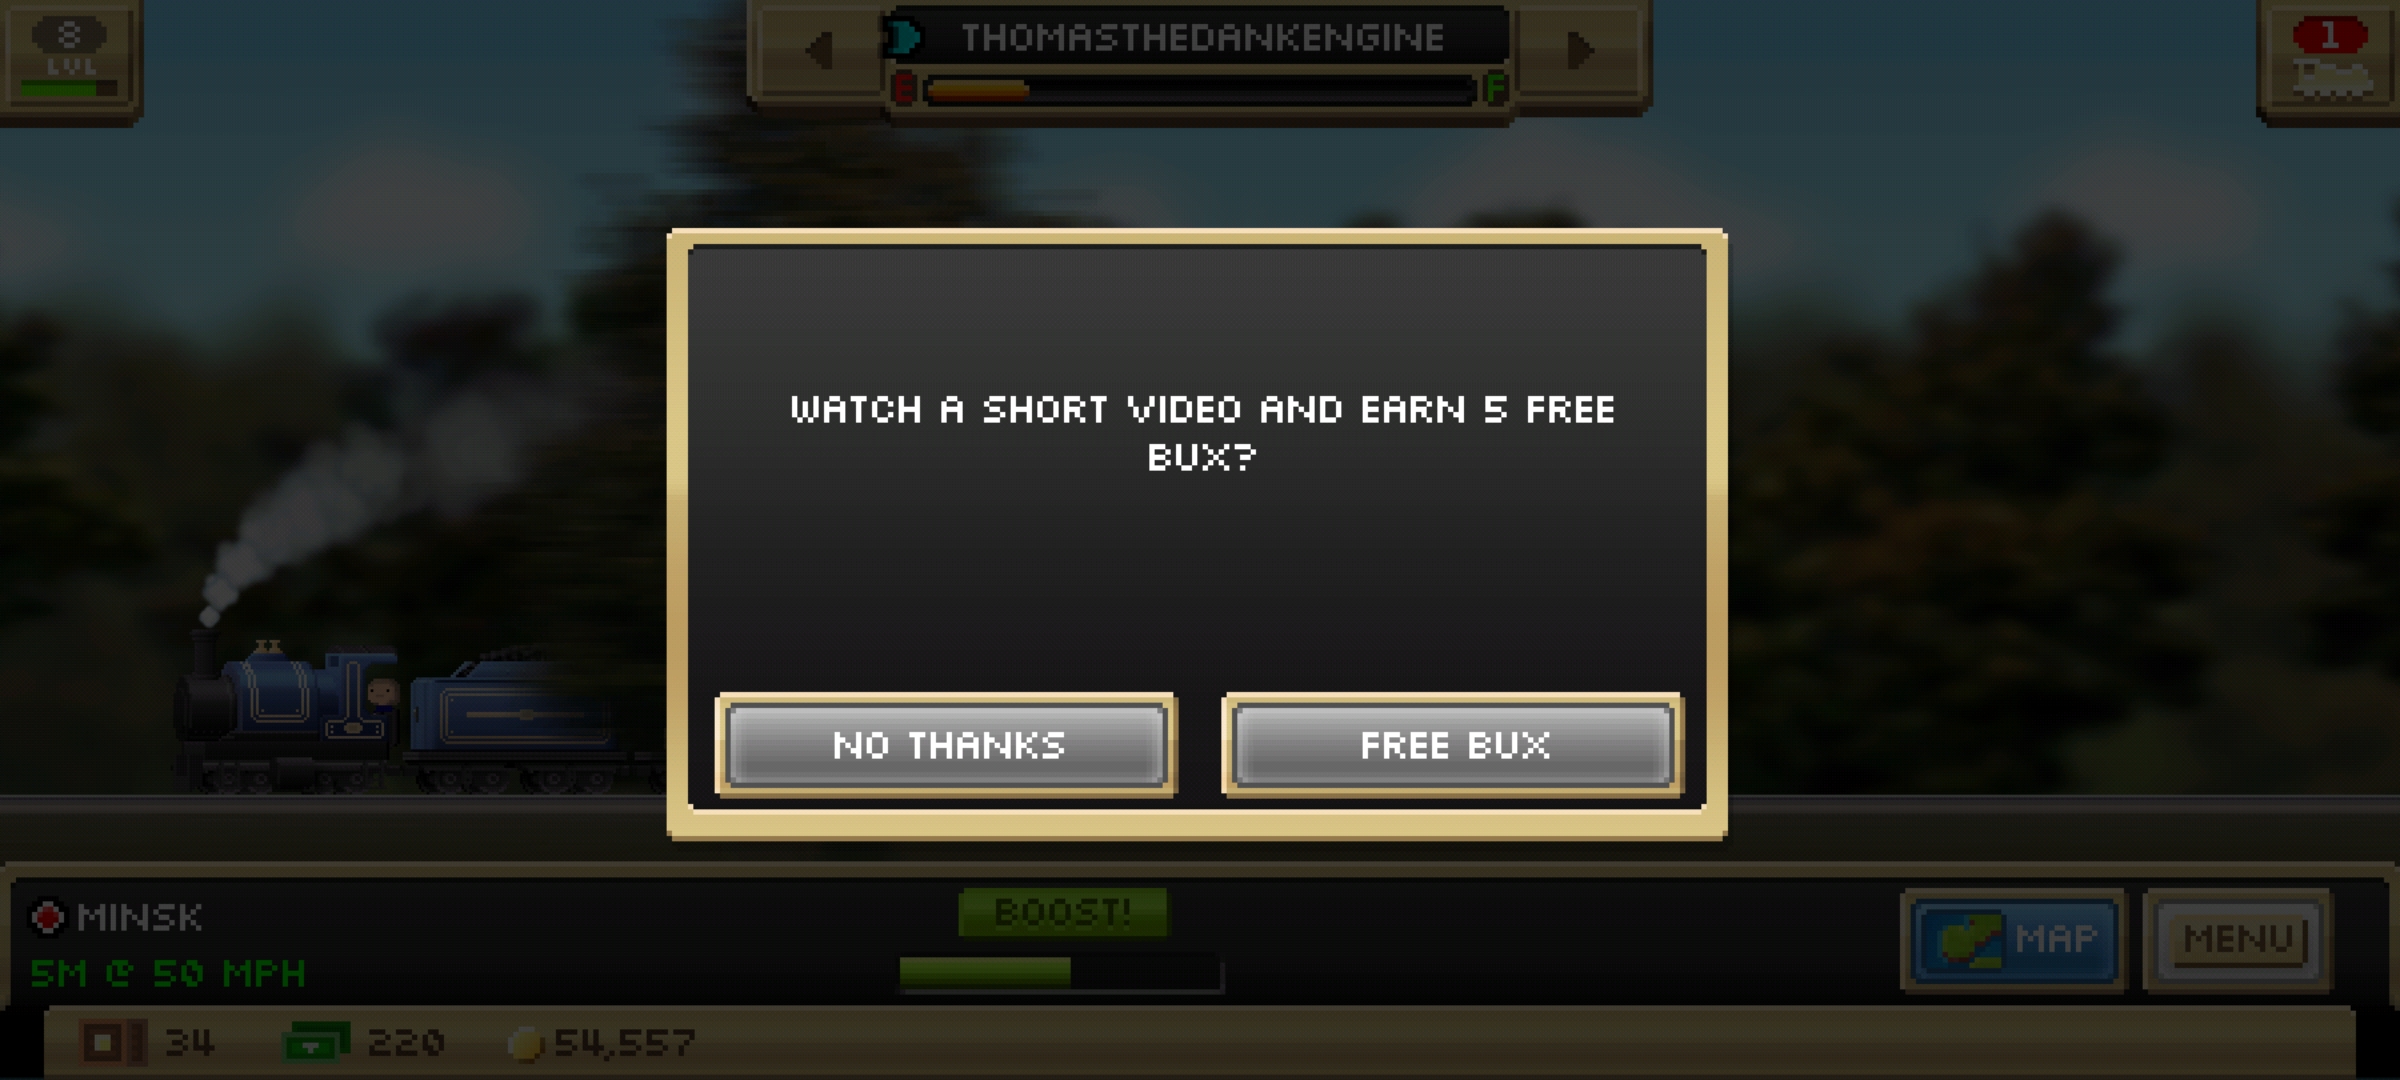 8
LVL
THOMASTHEDANKENGINE
E F
1
WATCH A SHORT VIDEO AND EARN 5 FREE
BUX?
NO THANKS
FREE BUX
MINSK
5M @ 50 MPH
BOOST!
MAP
MENU
34
220
54,557